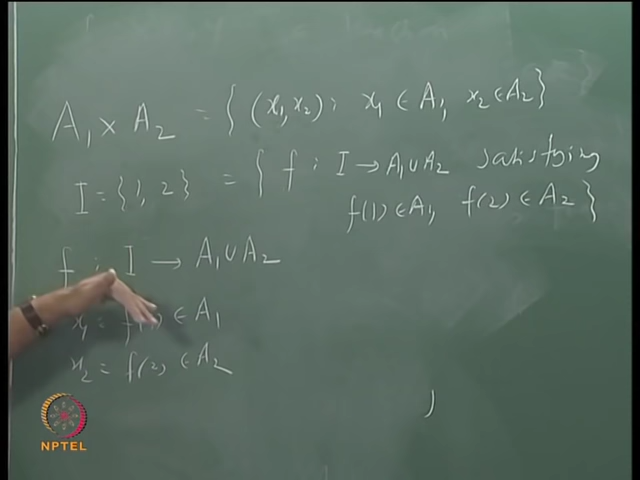 A₁ × A₂ = { (x₁, x₂) : x₁ ∈ A₁, x₂ ∈ A₂ }
I = {1, 2} = { f : I → A₁ ∪ A₂ satisfying
f(1) ∈ A₁, f(2) ∈ A₂ }
f : I → A₁ ∪ A₂
x₁ = f(1) ∈ A₁
x₂ = f(2) ∈ A₂
)
NPTEL